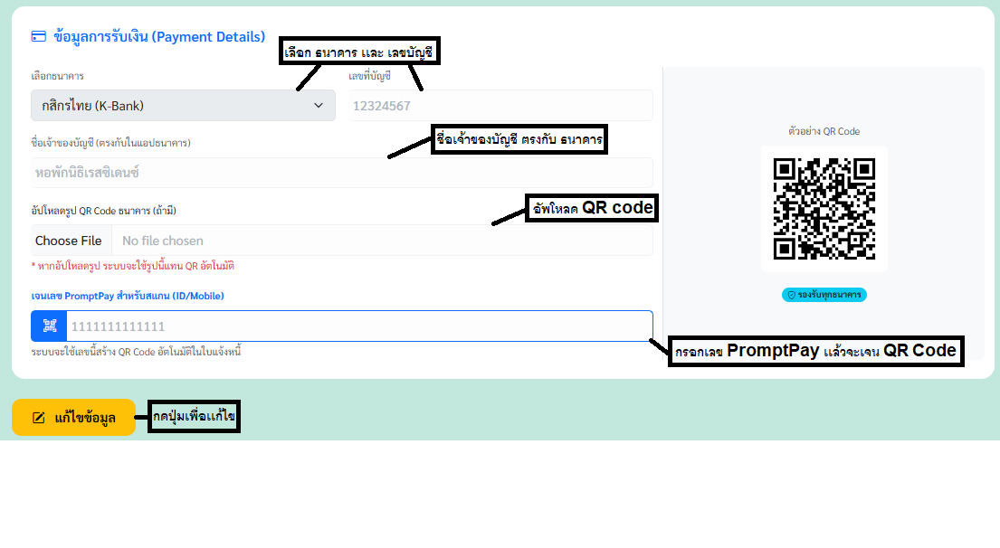 ข้อมูลการรับเงิน (Payment Details)
เลือก ธนาคาร และ เลขบัญชี
เลือกธนาคาร
เลขที่บัญชี
กสิกรไทย (K-Bank)
12324567
ชื่อเจ้าของบัญชี (ตรงกับในแอปธนาคาร)
ชื่อเจ้าของบัญชี ตรงกับ ธนาคาร
หอพักนิธิเรสซิเดนซ์
อัปโหลดรูป QR Code ธนาคาร (ถ้ามี)
อัพโหลด QR code
Choose File
No file chosen
* หากอัปโหลดรูป ระบบจะใช้รูปนี้แทน QR อัตโนมัติ
เจนเลข PromptPay สำหรับสแกน (ID/Mobile)
1111111111111
ระบบจะใช้เลขนี้สร้าง QR Code อัตโนมัติในใบแจ้งหนี้
ตัวอย่าง QR Code
รองรับทุกธนาคาร
กรอกเลข PromptPay แล้วจะเจน QR Code
แก้ไขข้อมูล
กดปุ่มเพื่อแก้ไข